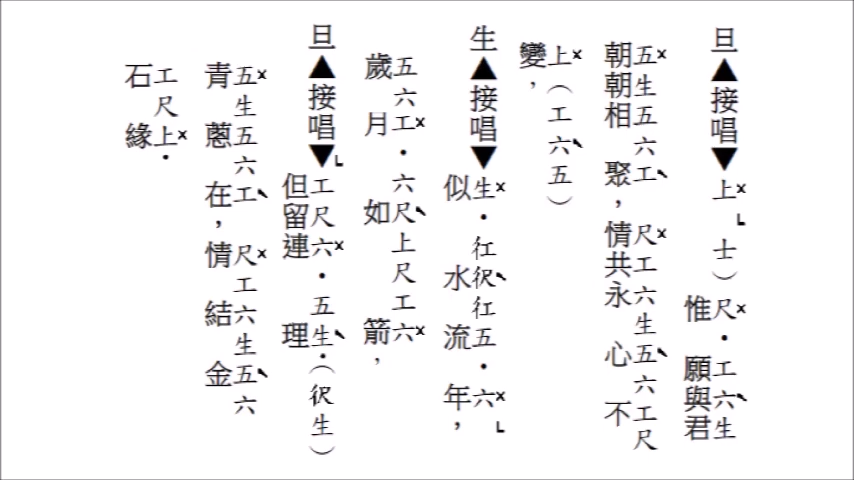 旦▲接唱▼上×ㄴ士）尺×・工六、生
惟願與君
五×生五六工、尺×工六生五、六工尺
朝朝相聚，情共永心不
上×（工六、五）
變，
生▲接唱▼生×・仜伬、仜五・六×ㄴ
似水流年，
五六工×・六尺、上尺工六×
歲月如箭，
旦▲接唱▼ㄴ工尺六×・五生、・（伬生）
但留連理
五×生五六工、尺×工六生五、六
青蔥在，情結金
工尺上×・
石緣